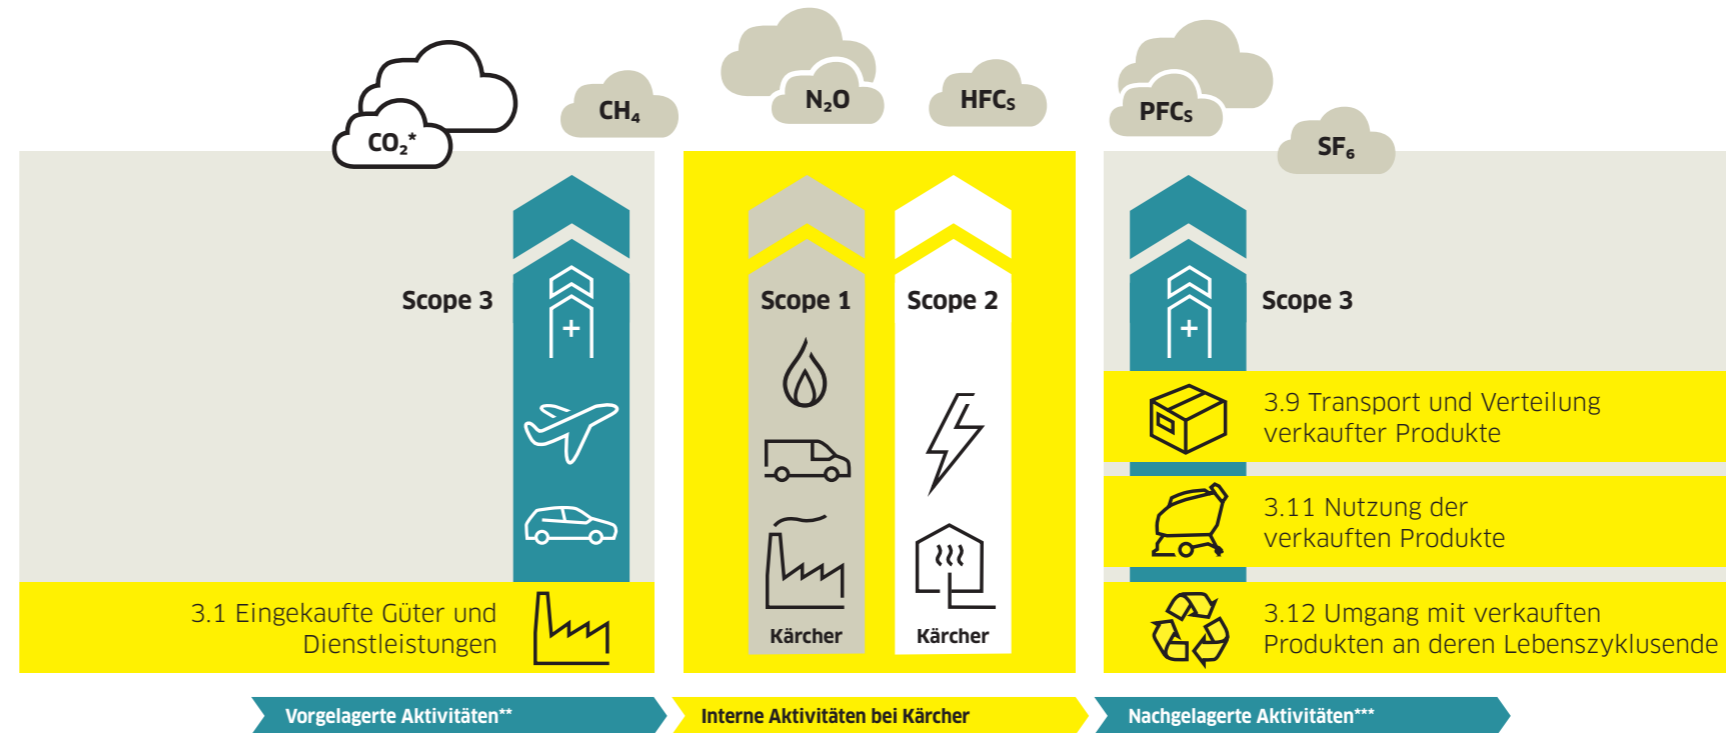 CO₂*
CH₄
N₂O
HFCs
PFCs
SF₆
Scope 3
3.1 Eingekaufte Güter und
Dienstleistungen
Scope 1
Kärcher
Scope 2
Kärcher
Scope 3
3.9 Transport und Verteilung
verkaufter Produkte
3.11 Nutzung der
verkauften Produkte
3.12 Umgang mit verkauften
Produkten an deren Lebenszyklusende
Vorgelagerte Aktivitäten**
Interne Aktivitäten bei Kärcher
Nachgelagerte Aktivitäten***